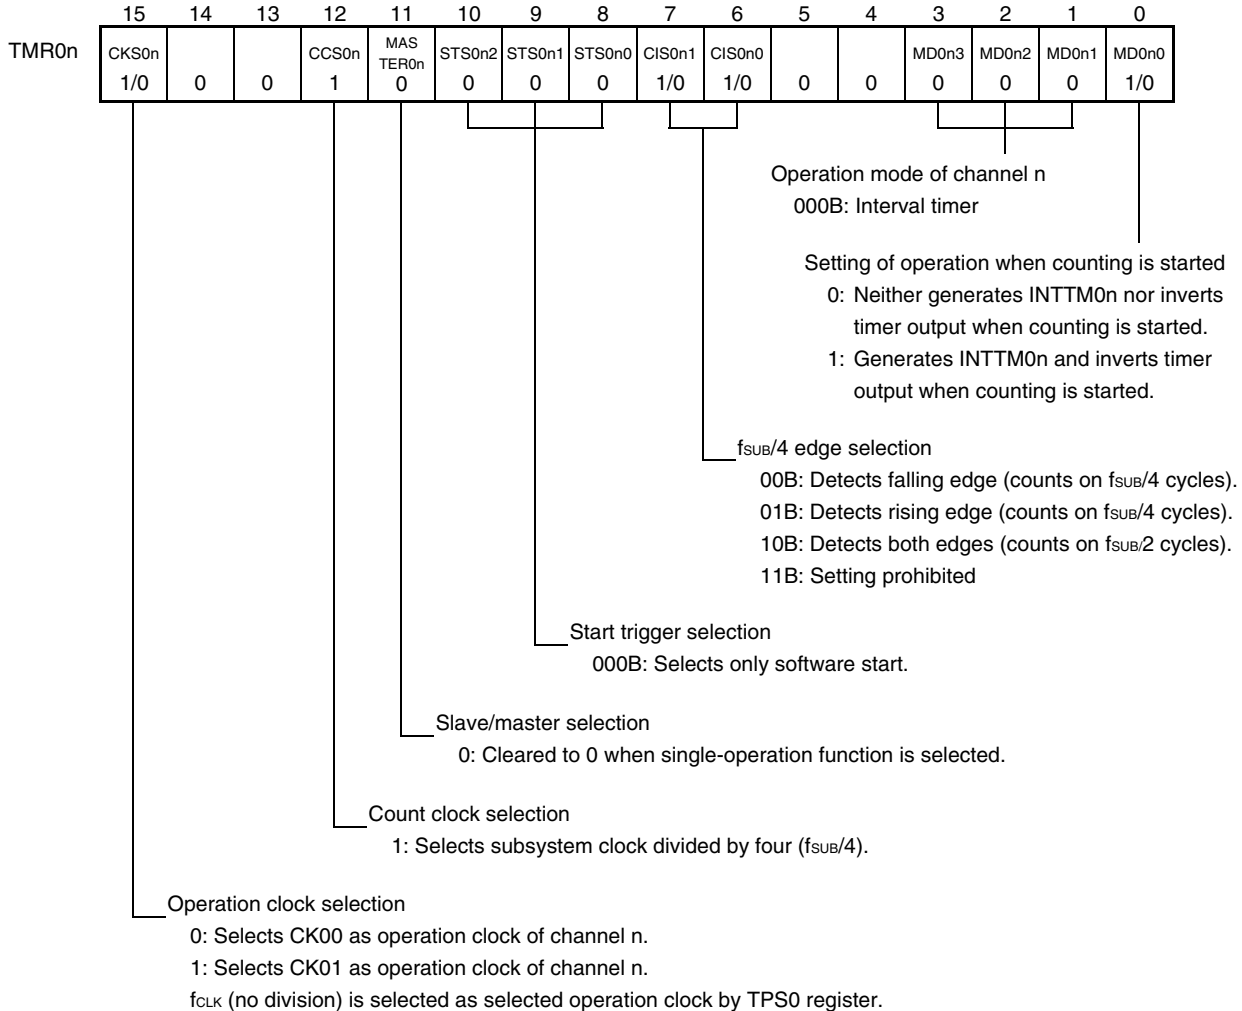 15 14 13 12 11 10 9 8 7 6 5 4 3 2 1 0
TMR0n
CKS0n CCS0n MAS TER0n STS0n2 STS0n1 STS0n0 CIS0n1 CIS0n0 MD0n3 MD0n2 MD0n1 MD0n0
1/0 0 0 1 0 0 0 0 1/0 1/0 0 0 0 0 0 1/0
Operation mode of channel n
000B: Interval timer
Setting of operation when counting is started
0: Neither generates INTTM0n nor inverts
timer output when counting is started.
1: Generates INTTM0n and inverts timer
output when counting is started.
fSUB/4 edge selection
00B: Detects falling edge (counts on fSUB/4 cycles).
01B: Detects rising edge (counts on fSUB/4 cycles).
10B: Detects both edges (counts on fSUB/2 cycles).
11B: Setting prohibited
Start trigger selection
000B: Selects only software start.
Slave/master selection
0: Cleared to 0 when single-operation function is selected.
Count clock selection
1: Selects subsystem clock divided by four (fSUB/4).
Operation clock selection
0: Selects CK00 as operation clock of channel n.
1: Selects CK01 as operation clock of channel n.
fCLK (no division) is selected as selected operation clock by TPS0 register.